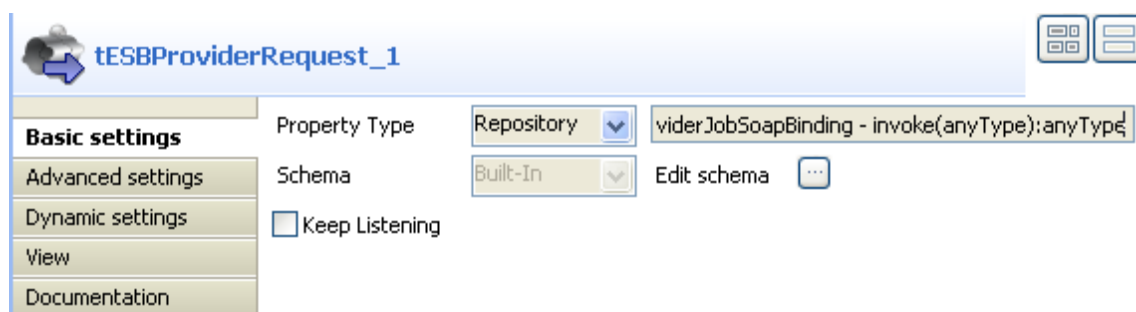 tESBProviderRequest_1
Basic settings
Property Type Repository viderJobSoapBinding - invoke(anyType):anyType
Advanced settings
Schema Built-In Edit schema ...
Dynamic settings
Keep Listening
View
Documentation